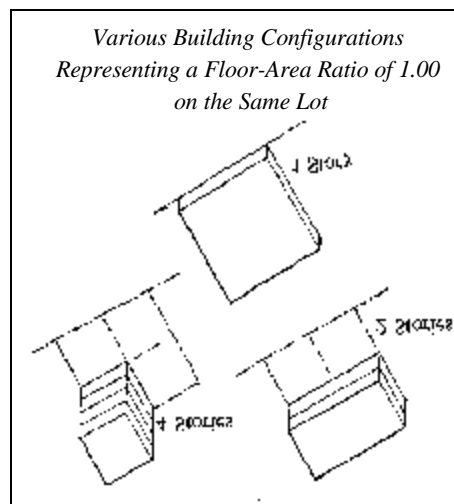 Various Building Configurations
Representing a Floor-Area Ratio of 1.00
on the Same Lot
1 Story
2 Stories
4 Stories